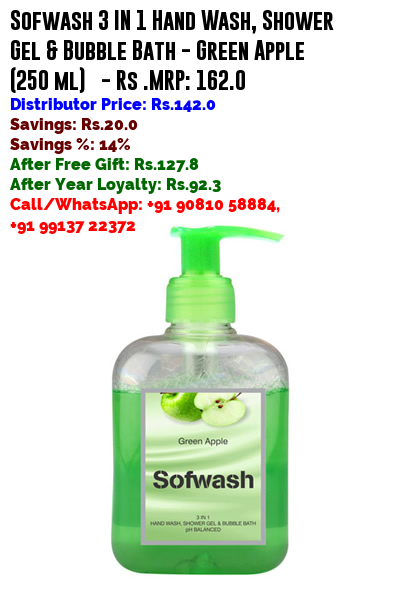 Sofwash 3 IN 1 Hand Wash, Shower
Gel & Bubble Bath - Green Apple
(250 ml)   - Rs .MRP: 162.0
Distributor Price: Rs.142.0
Savings: Rs.20.0
Savings %: 14%
After Free Gift: Rs.127.8
After Year Loyalty: Rs.92.3
Call/WhatsApp: +91 90810 58884,
+91 99137 22372
Green Apple
Sofwash
3 IN 1
HAND WASH, SHOWER GEL & BUBBLE BATH
pH BALANCED